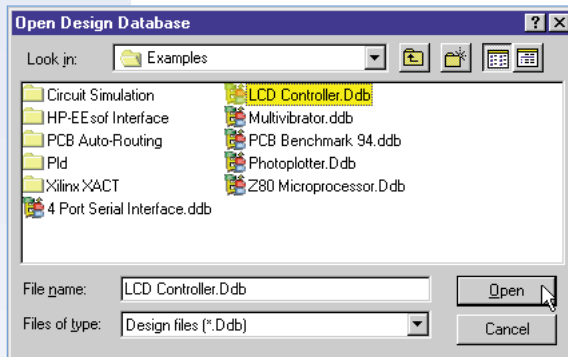 Open Design Database
Look in: Examples
Circuit Simulation
HP-EEsof Interface
PCB Auto-Routing
Pld
Xilinx XACT
4 Port Serial Interface.ddb
LCD Controller.Ddb
Multivibrator.ddb
PCB Benchmark 94.ddb
Photoplotter.Ddb
Z80 Microprocessor.Ddb
File name: LCD Controller.Ddb
Open
Files of type: Design files (*.Ddb)
Cancel